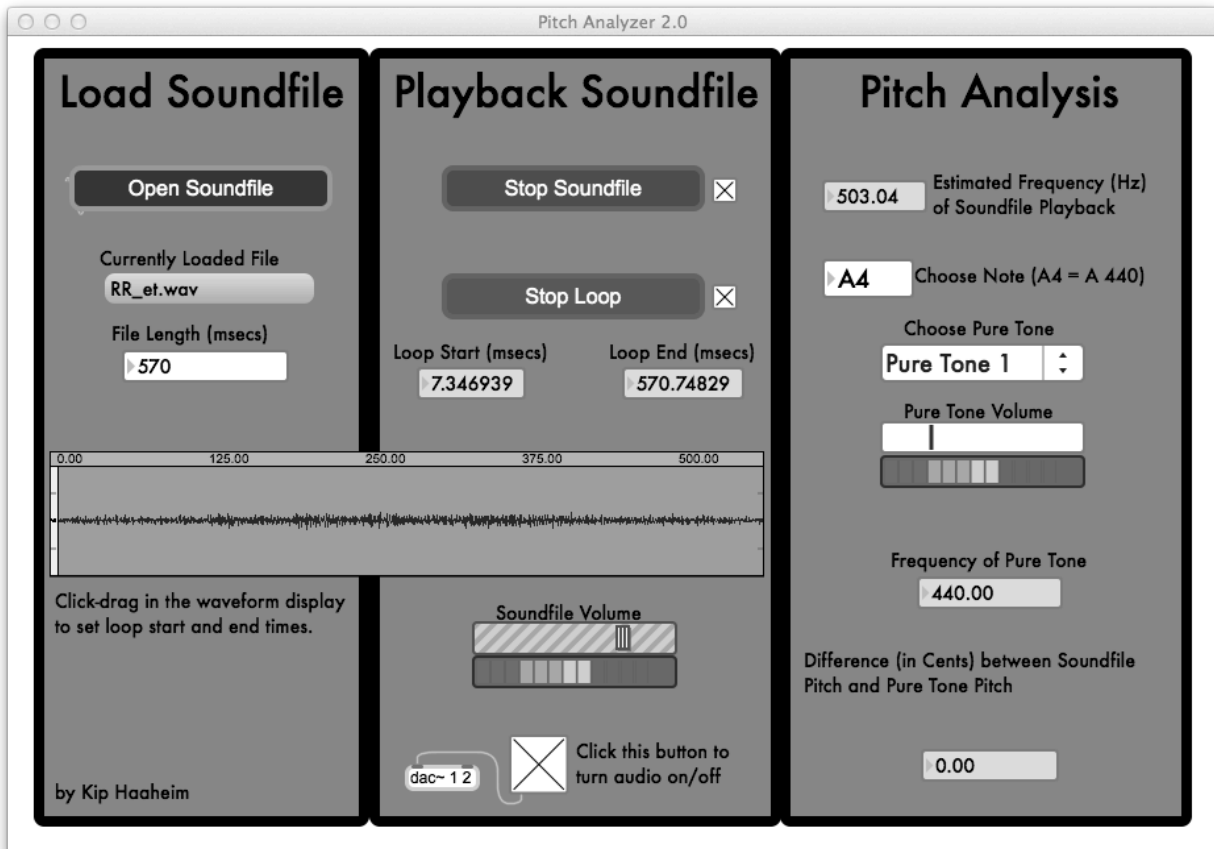 Pitch Analyzer 2.0
Load Soundfile
Open Soundfile
Currently Loaded File
RR_et.wav
File Length (msecs)
570
Playback Soundfile
Stop Soundfile
Stop Loop
Loop Start (msecs)
Loop End (msecs)
7.346939
570.74829
0.00
125.00
250.00
375.00
500.00
Click-drag in the waveform display
to set loop start and end times.
by Kip Haaheim
Soundfile Volume
dac~ 1 2
Click this button to
turn audio on/off
Pitch Analysis
503.04
Estimated Frequency (Hz)
of Soundfile Playback
A4
Choose Note (A4 = A 440)
Choose Pure Tone
Pure Tone 1
Pure Tone Volume
Frequency of Pure Tone
440.00
Difference (in Cents) between Soundfile
Pitch and Pure Tone Pitch
0.00